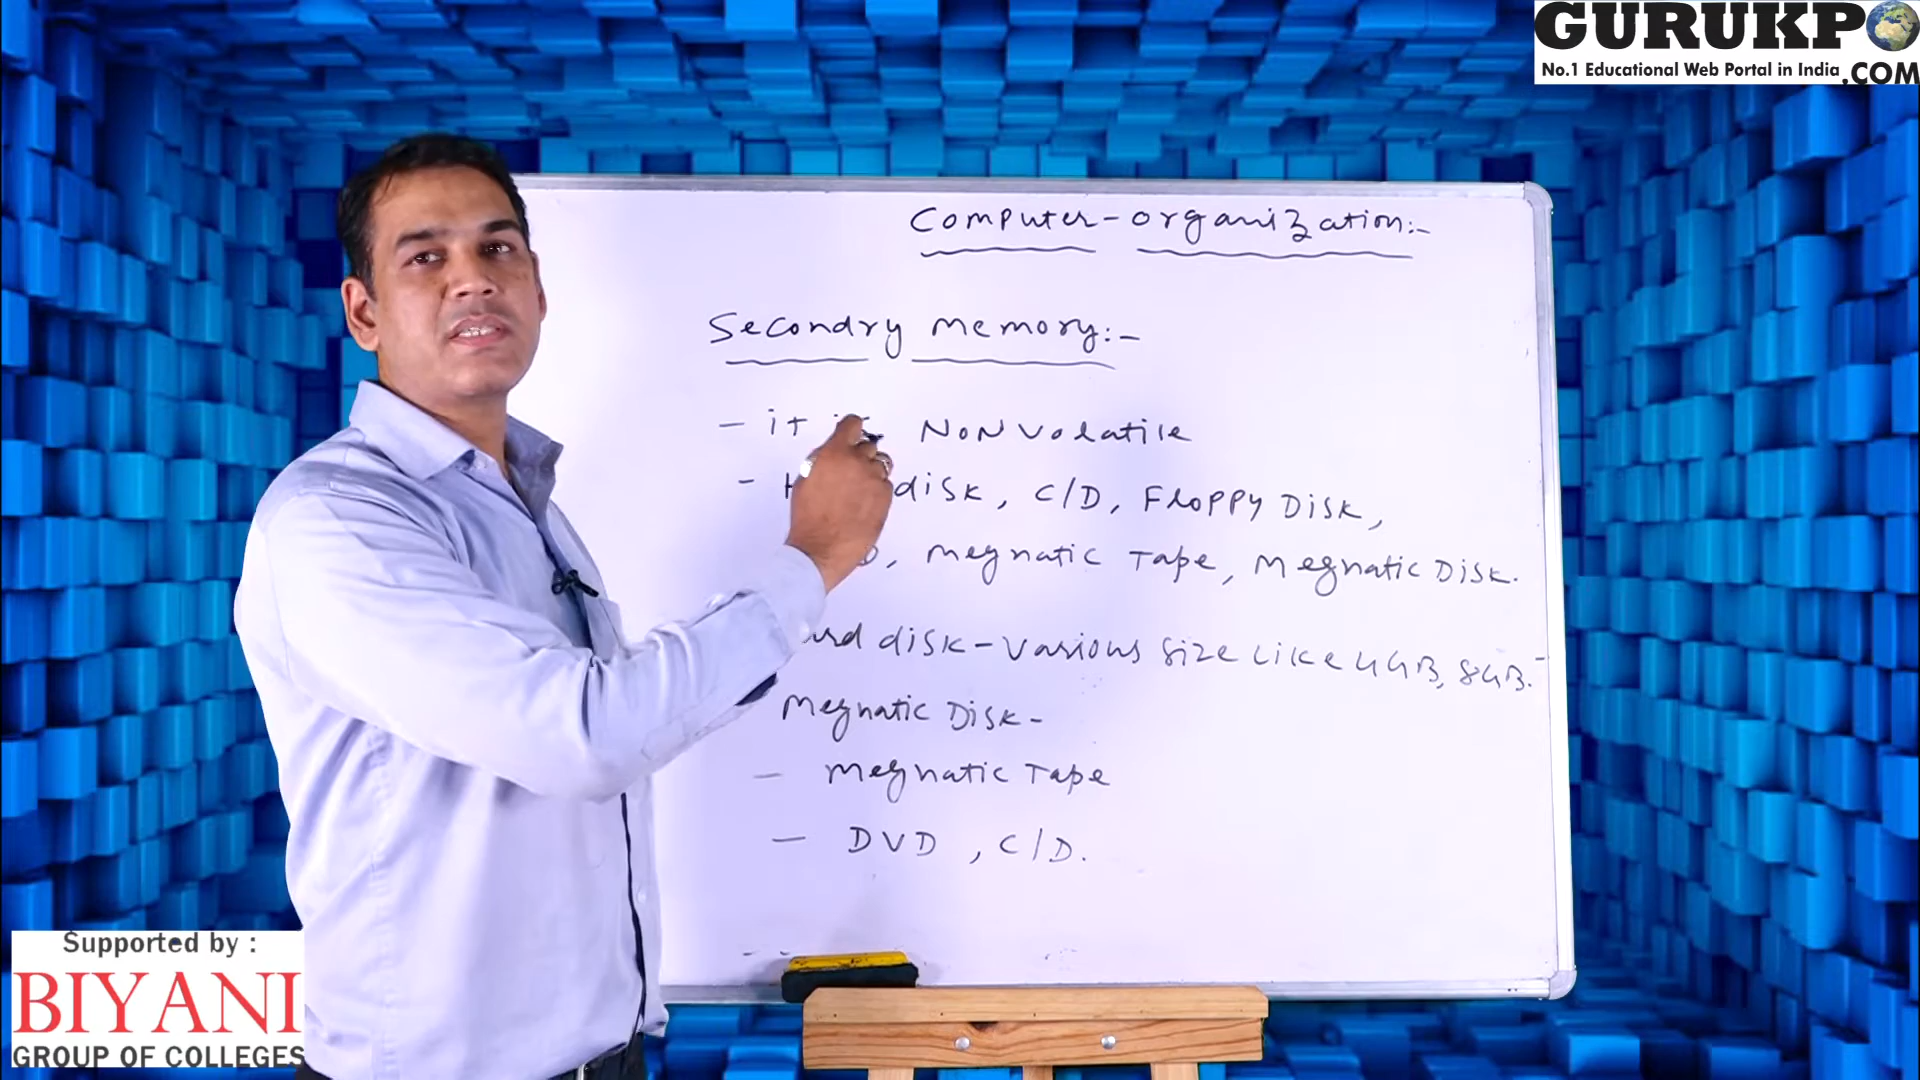 GURUKPO
No.1 Educational Web Portal in India .COM
Computer-organization:-
Secondry memory:-
- it is NonVolatile
- disk, C/D, Floppy Disk,
D, megnatic Tape, Megnatic Disk.
ard disk - Various Size Like 4GB, 8GB.-
Megnatic Disk -
- Megnatic Tape
- DVD , C/D.
Supported by :
BIYANI
GROUP OF COLLEGES